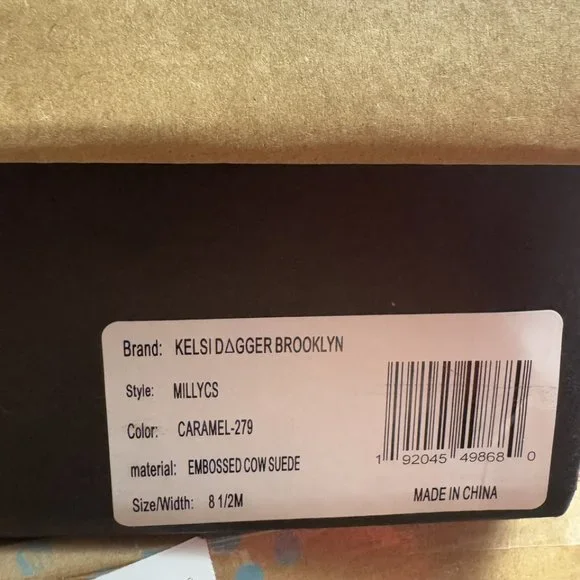 Brand: KELSI DΔGGER BROOKLYN
Style: MILLYCS
Color: CARAMEL-279
material: EMBOSSED COW SUEDE
Size/Width: 8 1/2M
1 92045 49868 0
MADE IN CHINA